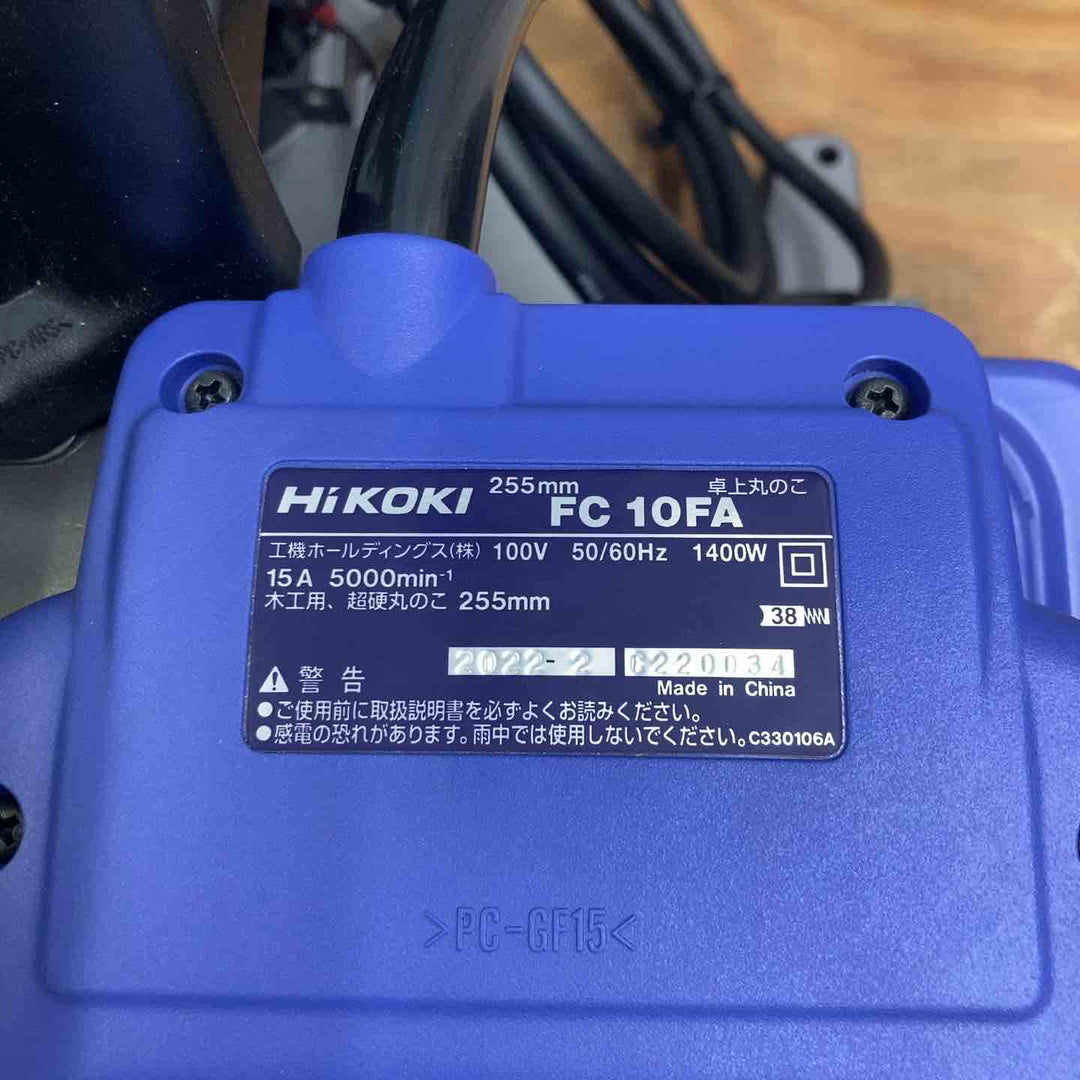 HiKOKI 255mm FC 10FA 卓上丸のこ
工機ホールディングス(株) 100V 50/60Hz 1400W
15A 5000min⁻¹
木工用、超硬丸のこ 255mm
38
2022-2 C220034
警告 Made in China
●ご使用前に取扱説明書を必ずよくお読みください。
●感電の恐れがあります。雨中では使用しないでください。C330106A
>PC-GF15<
>PC-ABS<